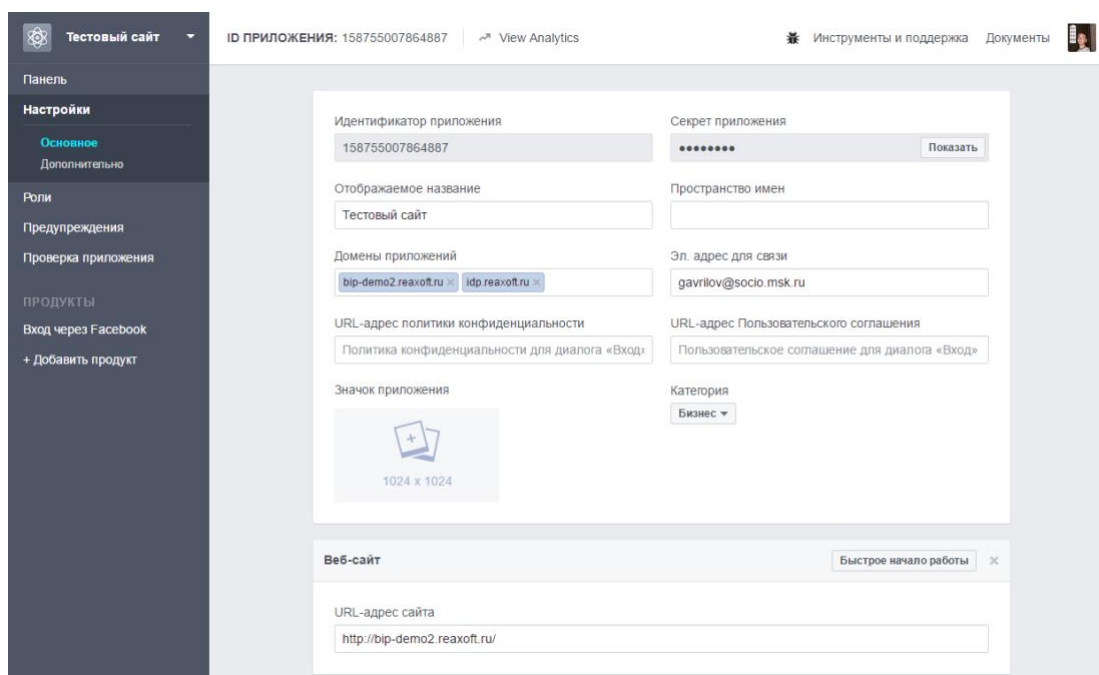 Тестовый сайт
ID ПРИЛОЖЕНИЯ: 158755007864887
View Analytics
Инструменты и поддержка
Документы
Панель
Настройки
Основное
Дополнительно
Роли
Предупреждения
Проверка приложения
ПРОДУКТЫ
Вход через Facebook
+ Добавить продукт
Идентификатор приложения
158755007864887
Секрет приложения
●●●●●●●●
Показать
Отображаемое название
Тестовый сайт
Пространство имен
Домены приложений
bip-demo2.reaxoft.ru × idp.reaxoft.ru ×
Эл. адрес для связи
gavrilov@socio.msk.ru
URL-адрес политики конфиденциальности
Политика конфиденциальности для диалога «Вход»
URL-адрес Пользовательского соглашения
Пользовательское соглашение для диалога «Вход»
Значок приложения
1024 x 1024
Категория
Бизнес
Веб-сайт
Быстрое начало работы ×
URL-адрес сайта
http://bip-demo2.reaxoft.ru/